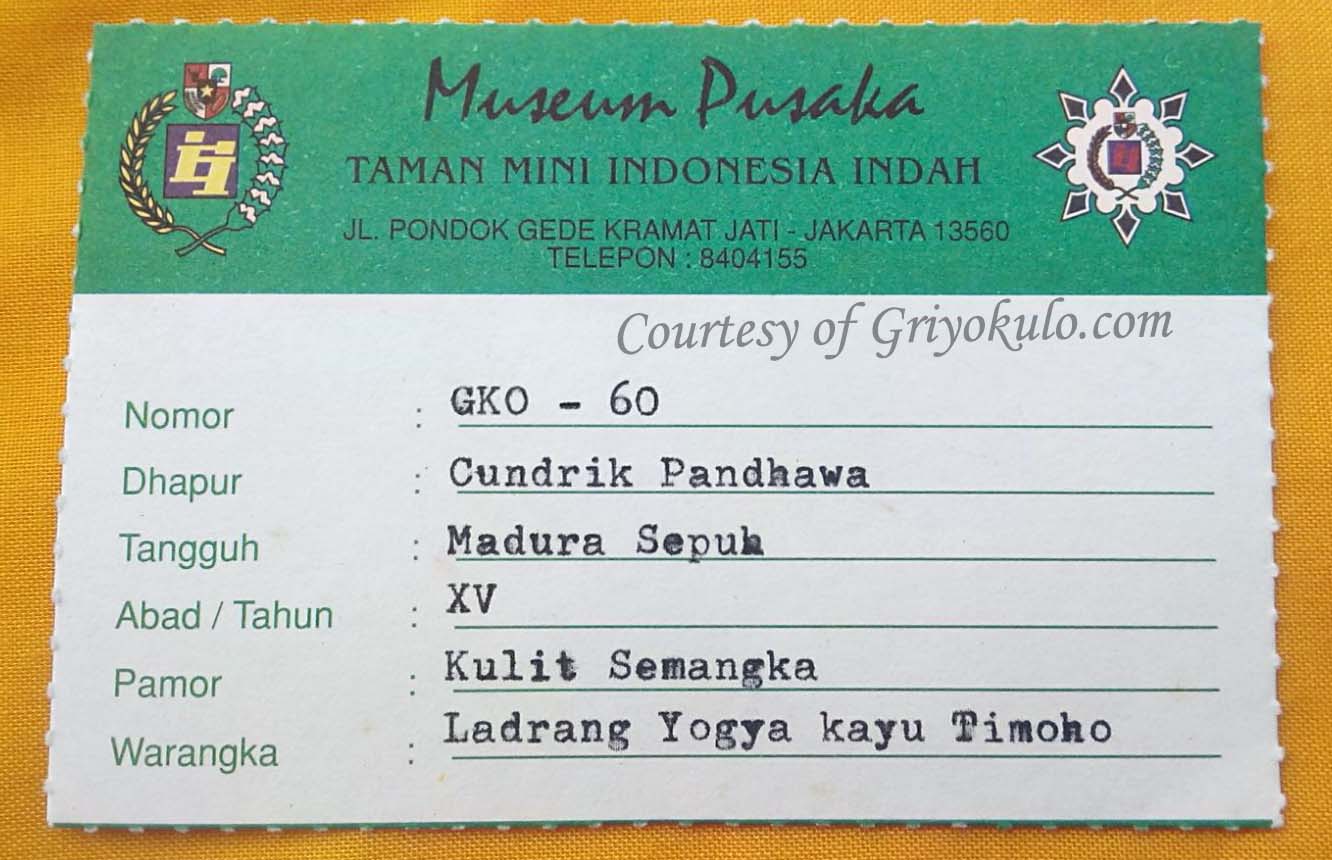 Museum Pusaka
TAMAN MINI INDONESIA INDAH
JL. PONDOK GEDE KRAMAT JATI - JAKARTA 13560
TELEPON : 8404155
Courtesy of Griyokulo.com
Nomor : GKO - 60
Dhapur : Cundrik Pandhawa
Tangguh : Madura Sepuh
Abad / Tahun : XV
Pamor : Kulit Semangka
Warangka : Ladrang Yogya kayu Timoho